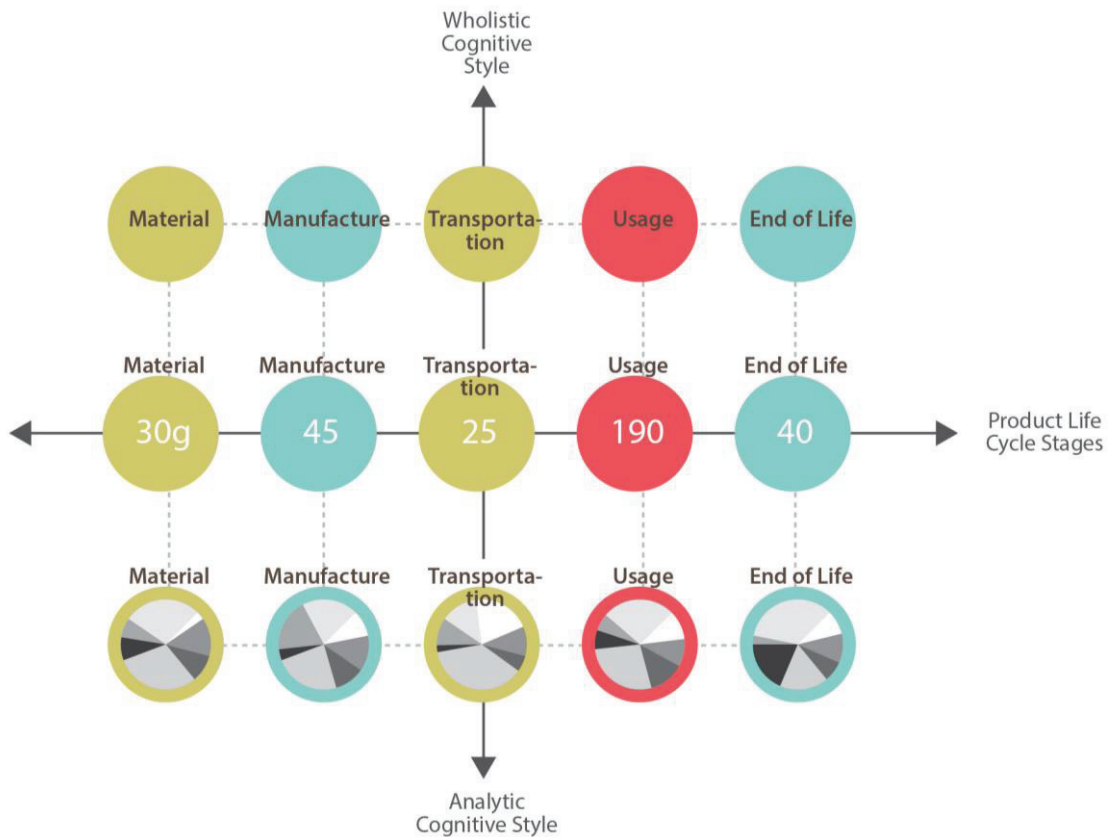 Wholistic
Cognitive
Style
Material
Manufacture
Transporta-
tion
Usage
End of Life
Material
Manufacture
Transporta-
tion
Usage
End of Life
30g
45
25
190
40
Product Life
Cycle Stages
Material
Manufacture
Transporta-
tion
Usage
End of Life
Analytic
Cognitive Style